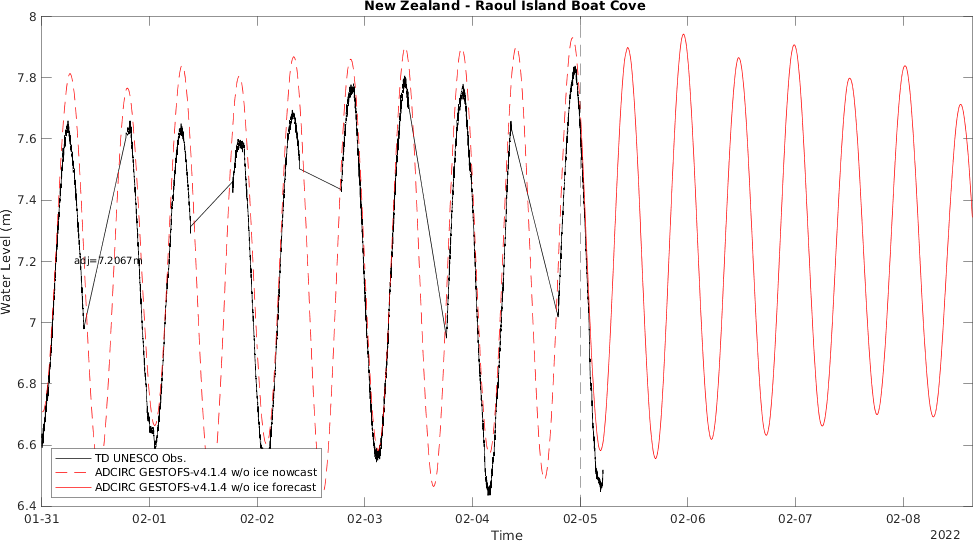 New Zealand - Raoul Island Boat Cove
Water Level (m)
8
7.8
7.6
7.4
7.2
7
6.8
6.6
6.4
adj=7.2067m
TD UNESCO Obs.
ADCIRC GESTOFS-v4.1.4 w/o ice nowcast
ADCIRC GESTOFS-v4.1.4 w/o ice forecast
01-31 02-01 02-02 02-03 02-04 02-05 02-06 02-07 02-08
Time
2022